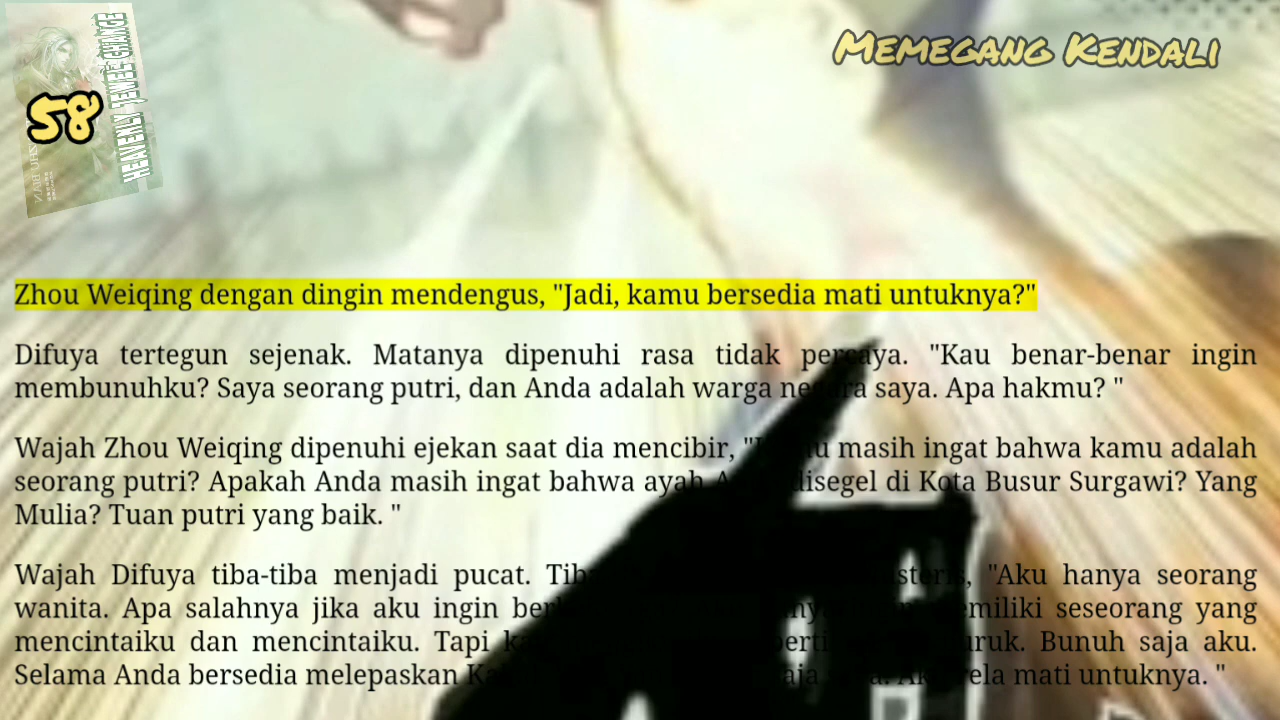 58
HEAVENLY JEWEL CHANGE
Memegang Kendali
Zhou Weiqing dengan dingin mendengus, "Jadi, kamu bersedia mati untuknya?"
Difuya tertegun sejenak. Matanya dipenuhi rasa tidak percaya. "Kau benar-benar ingin
membunuhku? Saya seorang putri, dan Anda adalah warga negara saya. Apa hakmu? "
Wajah Zhou Weiqing dipenuhi ejekan saat dia mencibir, " masih ingat bahwa kamu adalah
seorang putri? Apakah Anda masih ingat bahwa ayah disegel di Kota Busur Surgawi? Yang
Mulia? Tuan putri yang baik. "
Wajah Difuya tiba-tiba menjadi pucat. "Aku hanya seorang
wanita. Apa salahnya jika aku ingin memiliki seseorang yang
mencintaiku dan mencintaiku. Tapi Bunuh saja aku.
Selama Anda bersedia melepaskan rela mati untuknya. "